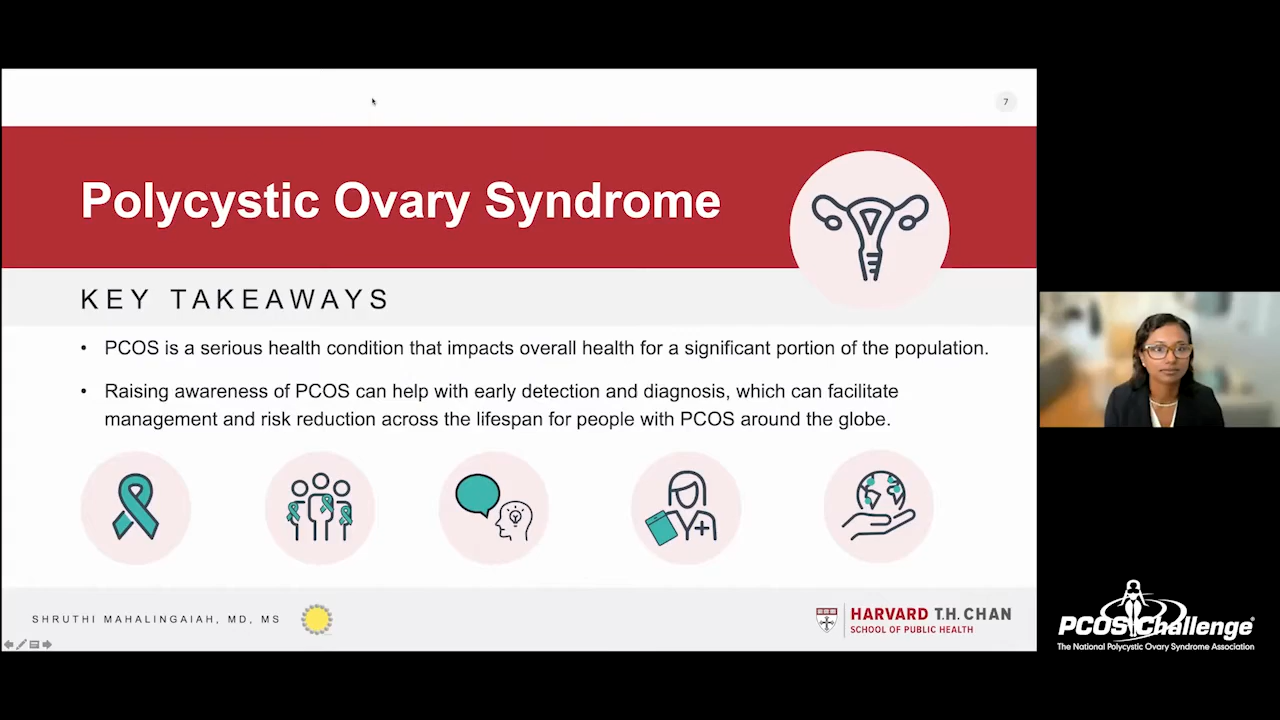 7
Polycystic Ovary Syndrome
KEY TAKEAWAYS
• PCOS is a serious health condition that impacts overall health for a significant portion of the population.
• Raising awareness of PCOS can help with early detection and diagnosis, which can facilitate
management and risk reduction across the lifespan for people with PCOS around the globe.
SHRUTHI MAHALINGAIAH, MD, MS
HARVARD T.H. CHAN
SCHOOL OF PUBLIC HEALTH
PCOS Challenge®
The National Polycystic Ovary Syndrome Association